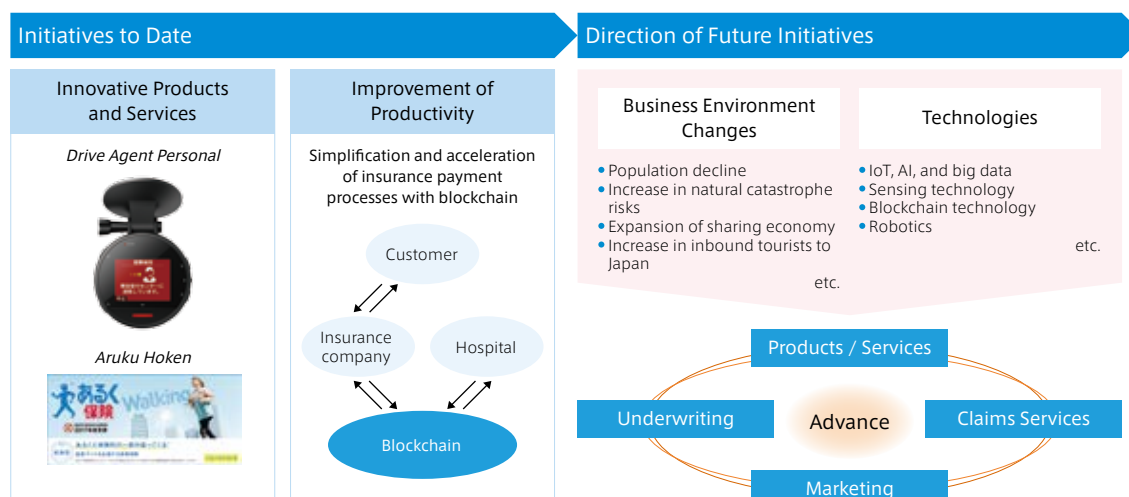 Initiatives to Date
Direction of Future Initiatives
Innovative Products
and Services
Drive Agent Personal
Aruku Hoken
あるく
保険
Walking
Improvement of
Productivity
Simplification and acceleration
of insurance payment
processes with blockchain
Customer
Insurance
company
Hospital
Blockchain
Business Environment
Changes
• Population decline
• Increase in natural catastrophe
risks
• Expansion of sharing economy
• Increase in inbound tourists to
Japan
etc.
Technologies
• IoT, AI, and big data
• Sensing technology
• Blockchain technology
• Robotics
etc.
Products / Services
Underwriting
Advance
Claims Services
Marketing